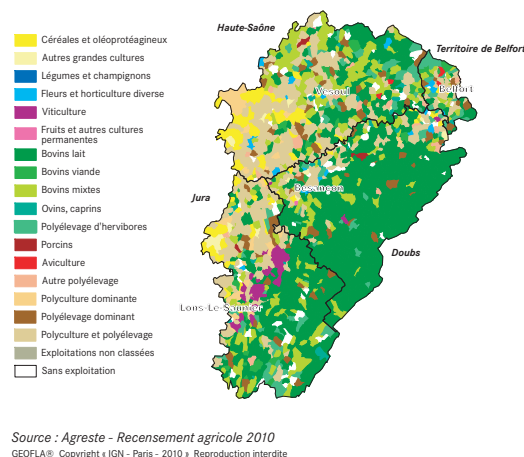 Haute-Saône
Territoire de Belfort
Céréales et oléoprotéagineux
Autres grandes cultures
Légumes et champignons
Fleurs et horticulture diverse
Viticulture
Fruits et autres cultures
permanentes
Bovins lait
Bovins viande
Bovins mixtes
Ovins, caprins
Polyélevage d'hervibores
Porcins
Aviculture
Autre polyélevage
Polyculture dominante
Polyélevage dominant
Polyculture et polyélevage
Exploitations non classées
Sans exploitation
Vesoul
Belfort
Besançon
Jura
Doubs
Lons-Le-Saunier
Source : Agreste - Recensement agricole 2010
GEOFLA® Copyright « IGN - Paris - 2010 » Reproduction interdite